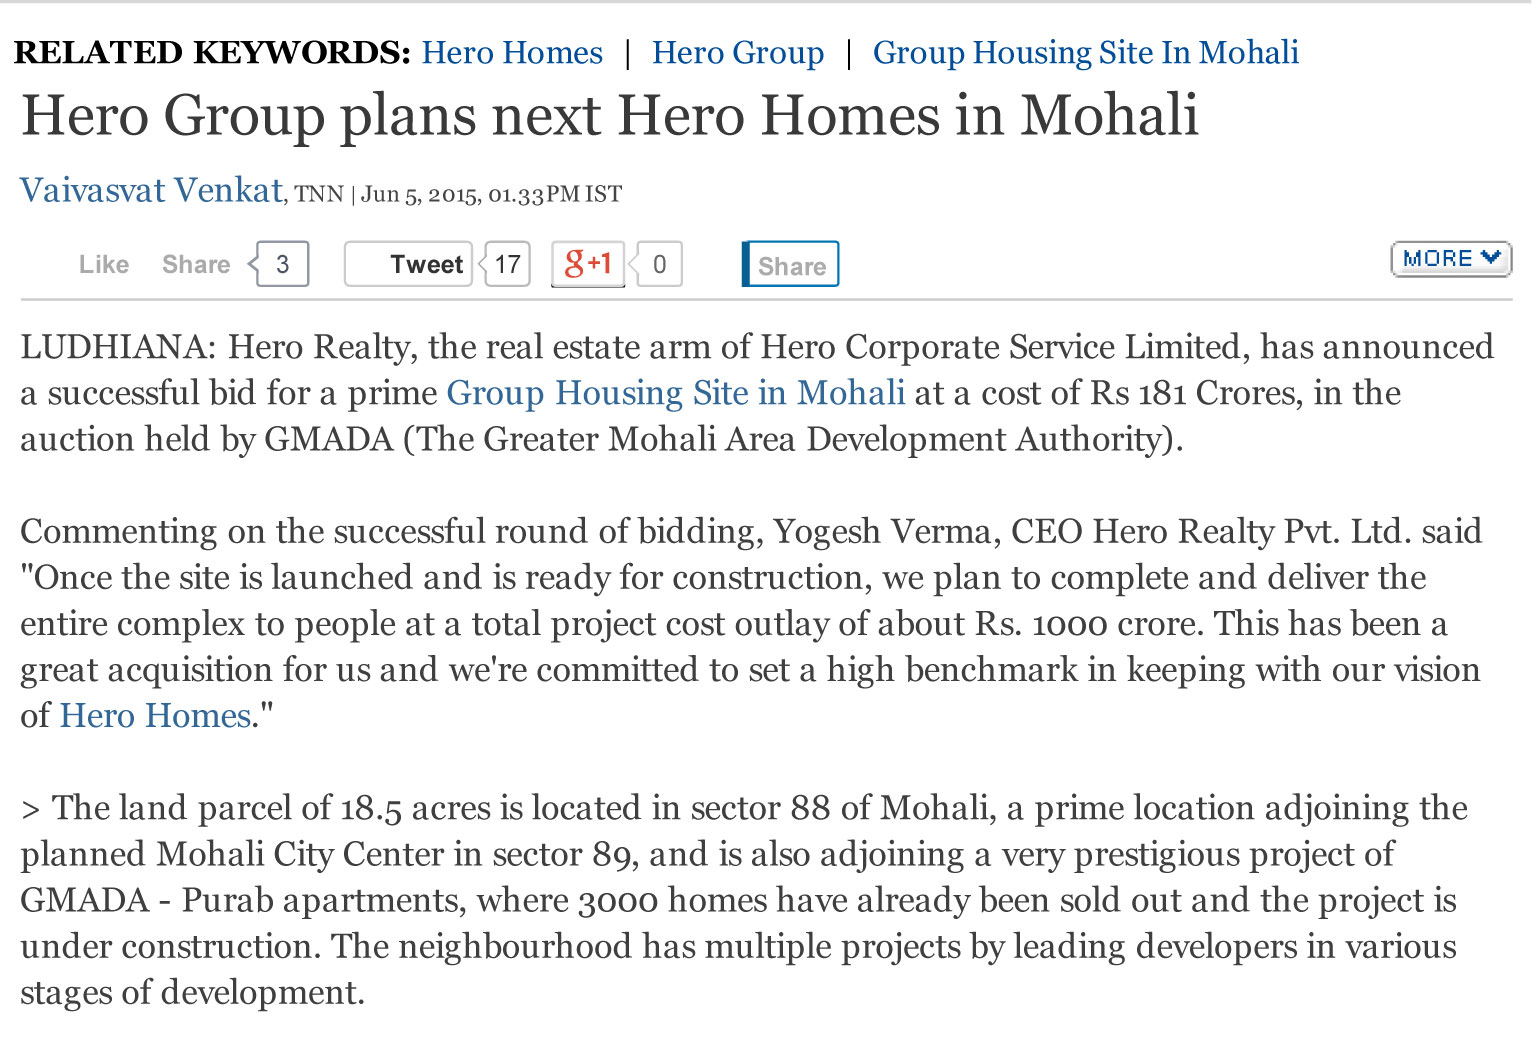 RELATED KEYWORDS: Hero Homes | Hero Group | Group Housing Site In Mohali
Hero Group plans next Hero Homes in Mohali
Vaivasvat Venkat, TNN | Jun 5, 2015, 01.33PM IST
Like Share 3 Tweet 17 g+1 0 Share MORE
LUDHIANA: Hero Realty, the real estate arm of Hero Corporate Service Limited, has announced
a successful bid for a prime Group Housing Site in Mohali at a cost of Rs 181 Crores, in the
auction held by GMADA (The Greater Mohali Area Development Authority).
Commenting on the successful round of bidding, Yogesh Verma, CEO Hero Realty Pvt. Ltd. said
"Once the site is launched and is ready for construction, we plan to complete and deliver the
entire complex to people at a total project cost outlay of about Rs. 1000 crore. This has been a
great acquisition for us and we're committed to set a high benchmark in keeping with our vision
of Hero Homes."
> The land parcel of 18.5 acres is located in sector 88 of Mohali, a prime location adjoining the
planned Mohali City Center in sector 89, and is also adjoining a very prestigious project of
GMADA - Purab apartments, where 3000 homes have already been sold out and the project is
under construction. The neighbourhood has multiple projects by leading developers in various
stages of development.